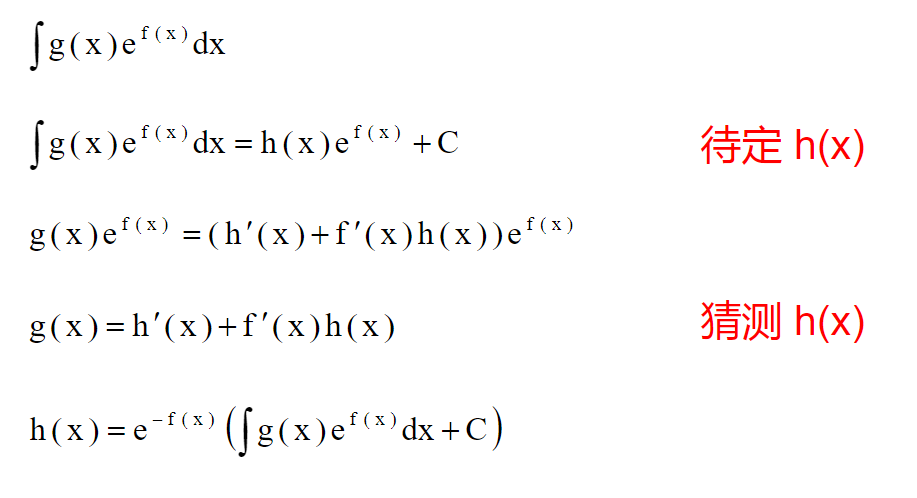 ∫g(x)e^{f(x)}dx
∫g(x)e^{f(x)}dx=h(x)e^{f(x)}+C 待定 h(x)
g(x)e^{f(x)}=(h′(x)+f′(x)h(x))e^{f(x)}
g(x)=h′(x)+f′(x)h(x) 猜测 h(x)
h(x)=e^{-f(x)}(∫g(x)e^{f(x)}dx+C)